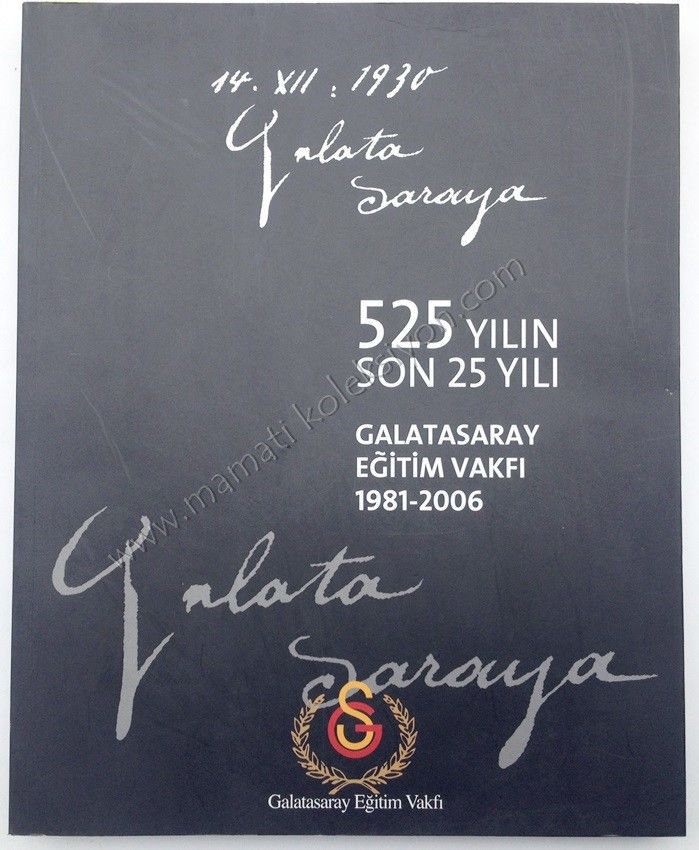 14. XII : 1930
Galata
Saraya
525 YILIN
SON 25 YILI
GALATASARAY
EĞİTİM VAKFI
1981-2006
www.mamati koleksiyon.com
Galata
Saraya
GS
Galatasaray Eğitim Vakfı